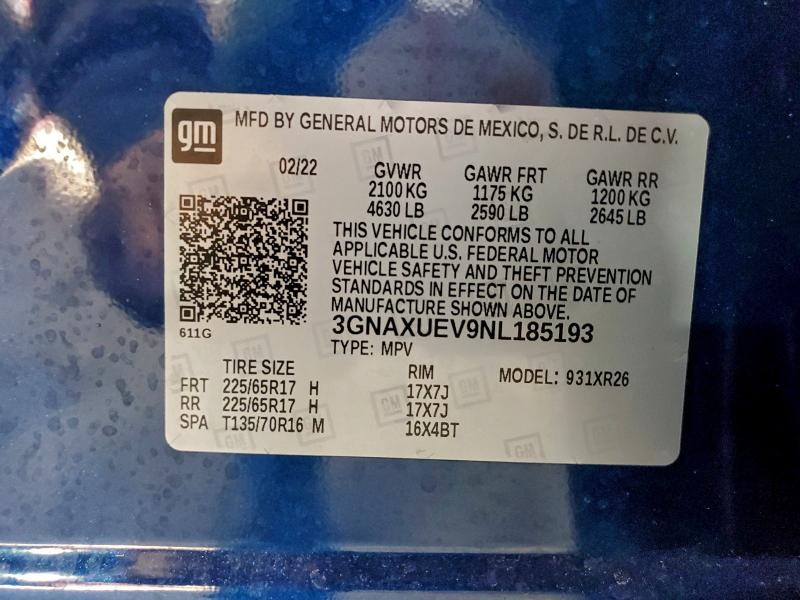 gm MFD BY GENERAL MOTORS DE MEXICO, S. DE R.L. DE C.V.
02/22 GVWR GAWR FRT GAWR RR
2100 KG 1175 KG 1200 KG
4630 LB 2590 LB 2645 LB
THIS VEHICLE CONFORMS TO ALL
APPLICABLE U.S. FEDERAL MOTOR
VEHICLE SAFETY AND THEFT PREVENTION
STANDARDS IN EFFECT ON THE DATE OF
MANUFACTURE SHOWN ABOVE.
611G 3GNAXUEV9NL185193
TYPE: MPV
TIRE SIZE RIM MODEL: 931XR26
FRT 225/65R17 H 17X7J
RR 225/65R17 H 17X7J
SPA T135/70R16 M 16X4BT